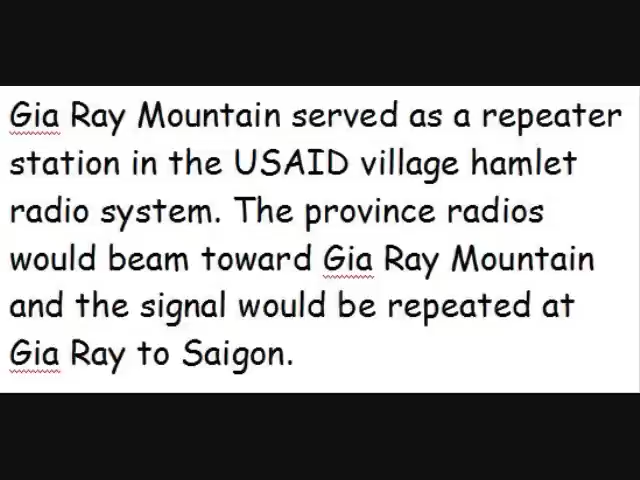 Gia Ray Mountain served as a repeater
station in the USAID village hamlet
radio system. The province radios
would beam toward Gia Ray Mountain
and the signal would be repeated at
Gia Ray to Saigon.